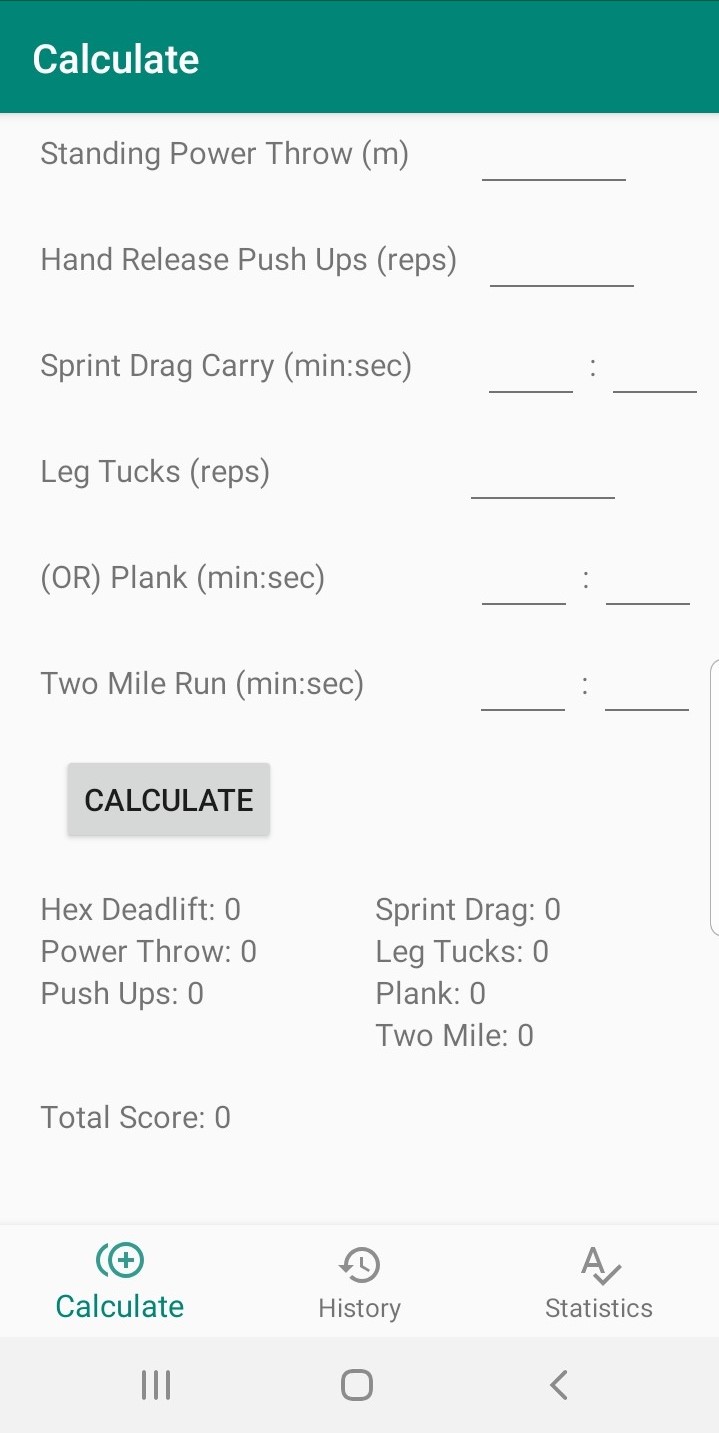 Calculate
Standing Power Throw (m)
Hand Release Push Ups (reps)
Sprint Drag Carry (min:sec) :
Leg Tucks (reps)
(OR) Plank (min:sec) :
Two Mile Run (min:sec) :
CALCULATE
Hex Deadlift: 0
Power Throw: 0
Push Ups: 0
Sprint Drag: 0
Leg Tucks: 0
Plank: 0
Two Mile: 0
Total Score: 0
Calculate
History
Statistics